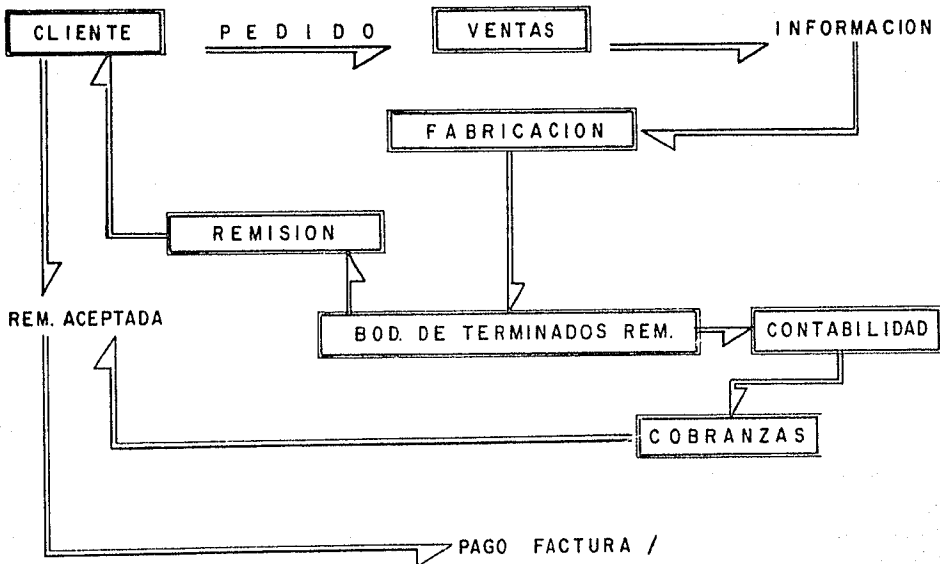 CLIENTE
PEDIDO
VENTAS
INFORMACION
FABRICACION
REMISION
REM. ACEPTADA
BOD. DE TERMINADOS REM.
CONTABILIDAD
COBRANZAS
PAGO FACTURA /